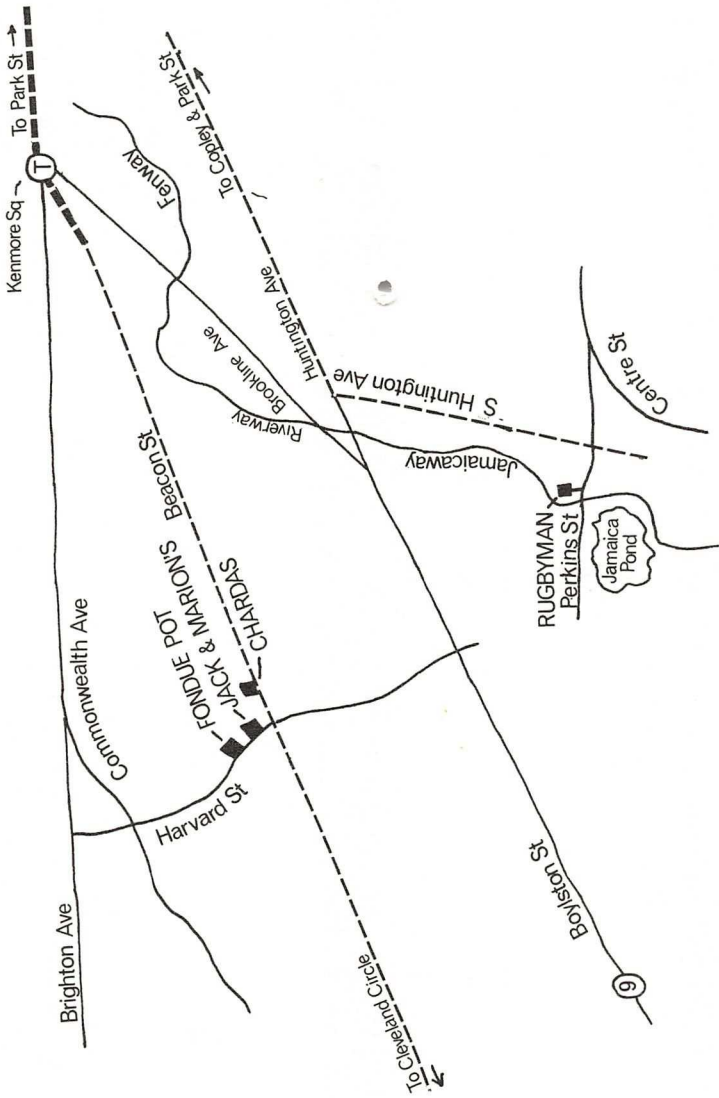 Kenmore Sq
To Park St
T
Fenway
To Copley & Park St.
Huntington Ave
Brookline Ave
Riverway
Beacon St
Commonwealth Ave
FONDUE POT
JACK & MARION'S
CHARDAS
Harvard St
Brighton Ave
S Huntington Ave
Jamaicaway
Centre St
RUGBYMAN
Perkins St
Jamaica
Pond
Boylston St
9
To Cleveland Circle